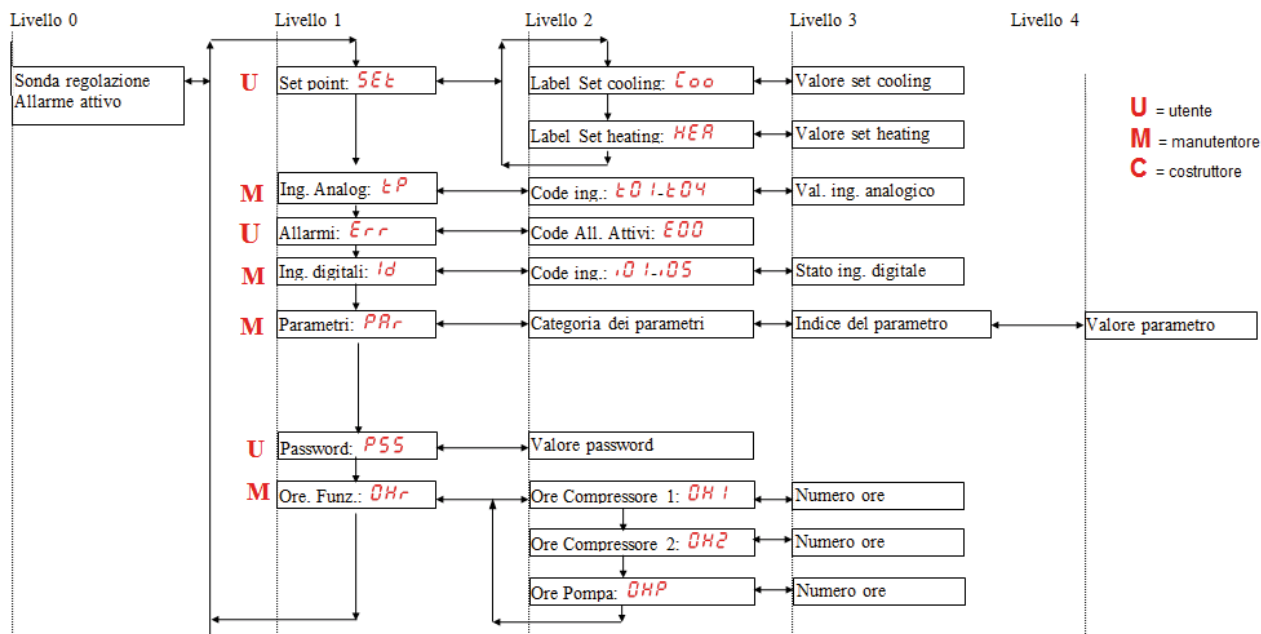 Livello 0
Livello 1
Livello 2
Livello 3
Livello 4
Sonda regolazione
Allarme attivo
U
Set point: SEt
Label Set cooling: Coo
Valore set cooling
Label Set heating: HEA
Valore set heating
U = utente
M = manutentore
C = costruttore
M
Ing. Analog: tP
Code ing.: t01-t04
Val. ing. analogico
U
Allarmi: Err
Code All. Attivi: E00
M
Ing. digitali: Id
Code ing.: i01-i05
Stato ing. digitale
M
Parametri: PAr
Categoria dei parametri
Indice del parametro
Valore parametro
U
Password: PSS
Valore password
M
Ore. Funz.: OHr
Ore Compressore 1: OH1
Numero ore
Ore Compressore 2: OH2
Numero ore
Ore Pompa: OHP
Numero ore